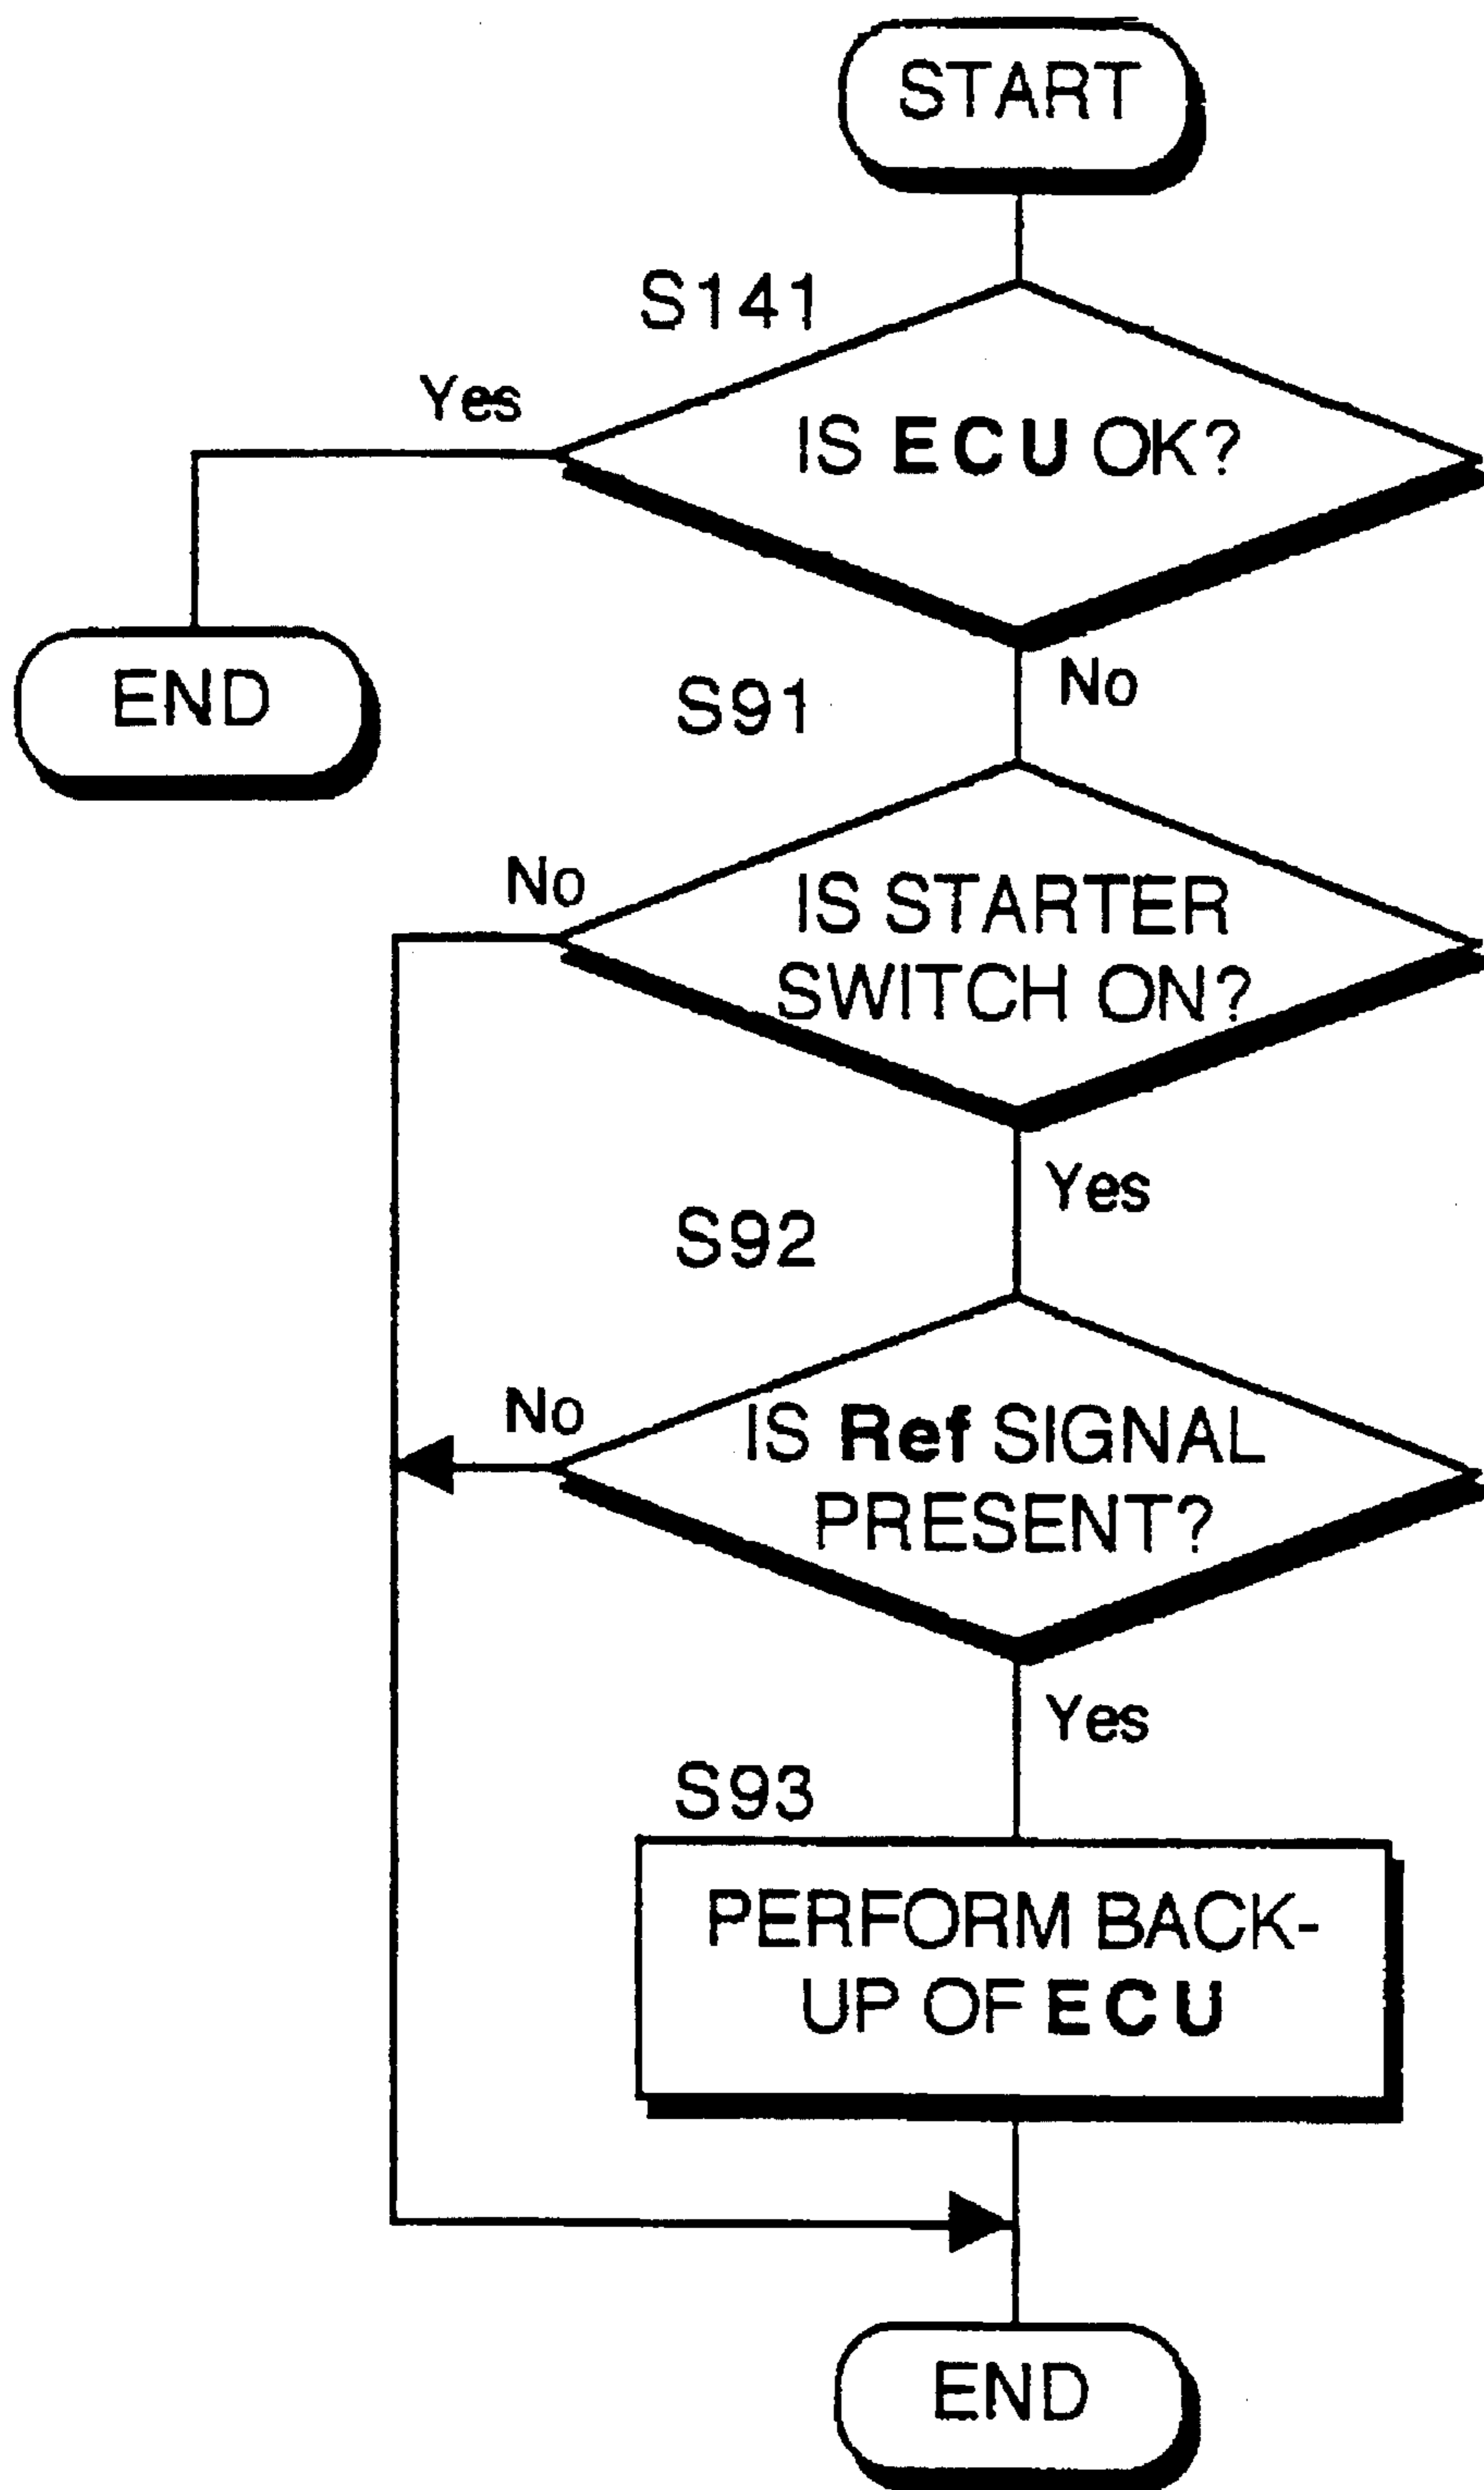 START
S141
Yes
IS ECU OK?
END
S91
No
No
IS STARTER
SWITCH ON?
Yes
S92
No
IS Ref SIGNAL
PRESENT?
Yes
S93
PERFORM BACK-
UP OF ECU
END